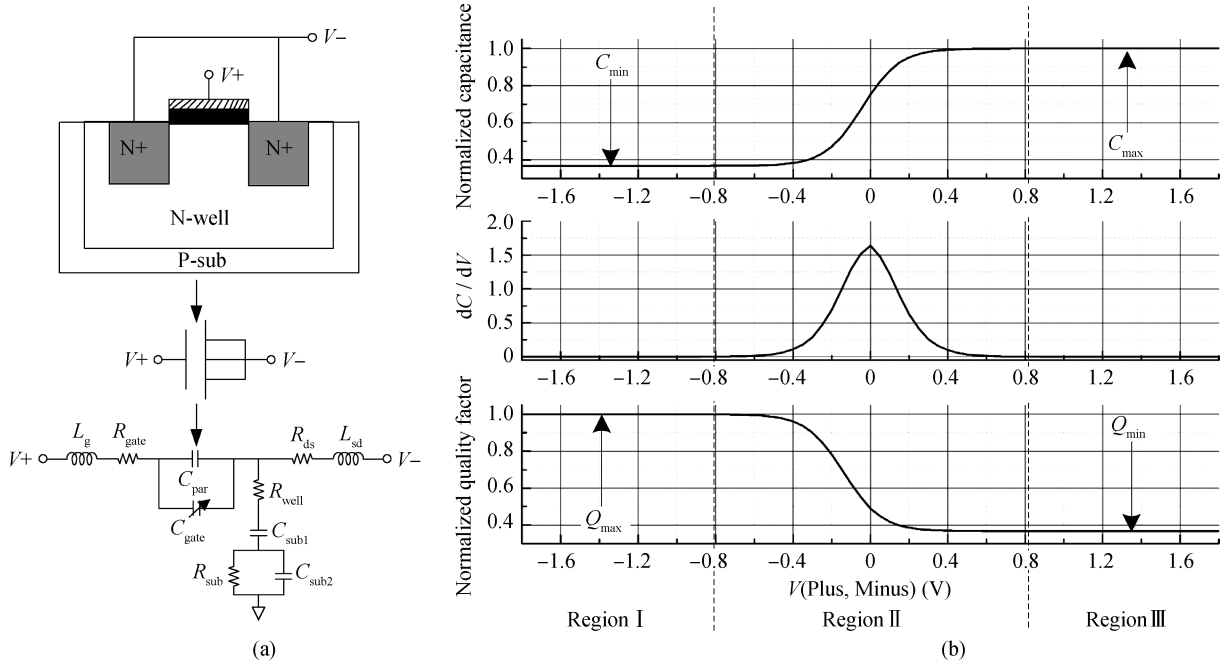 V−
V+
N+ N+
N-well
P-sub
V+ V−
L_g R_gate R_ds L_sd
V+ V−
C_par
R_well
C_gate
C_sub1
R_sub C_sub2
(a)
Normalized capacitance
1.0
0.8
0.6
0.4
C_min
C_max
−1.6 −1.2 −0.8 −0.4 0 0.4 0.8 1.2 1.6
dC / dV
2.0
1.5
1.0
0.5
0
−1.6 −1.2 −0.8 −0.4 0 0.4 0.8 1.2 1.6
Normalized quality factor
1.0
0.8
0.6
0.4
Q_max
Q_min
−1.6 −1.2 −0.8 −0.4 0 0.4 0.8 1.2 1.6
V(Plus, Minus) (V)
Region Ⅰ Region Ⅱ Region Ⅲ
(b)